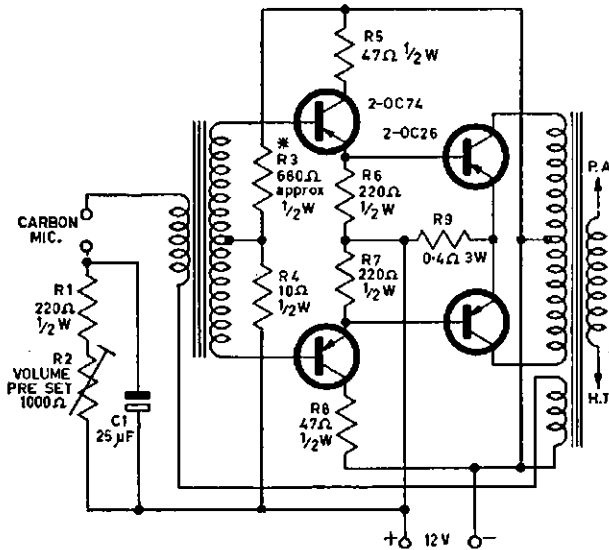 R5
47Ω ½W
2-OC74
2-OC26
*
R3
660Ω
approx
½W
R6
220Ω
½W
R9
0·4Ω 3W
P.A.
CARBON
MIC.
R1
220Ω
½W
R4
10Ω
½W
R7
220Ω
½W
R2
VOLUME
PRE SET
1000Ω
C1
25μF
R8
47Ω
½W
H.T.
+ 12V -